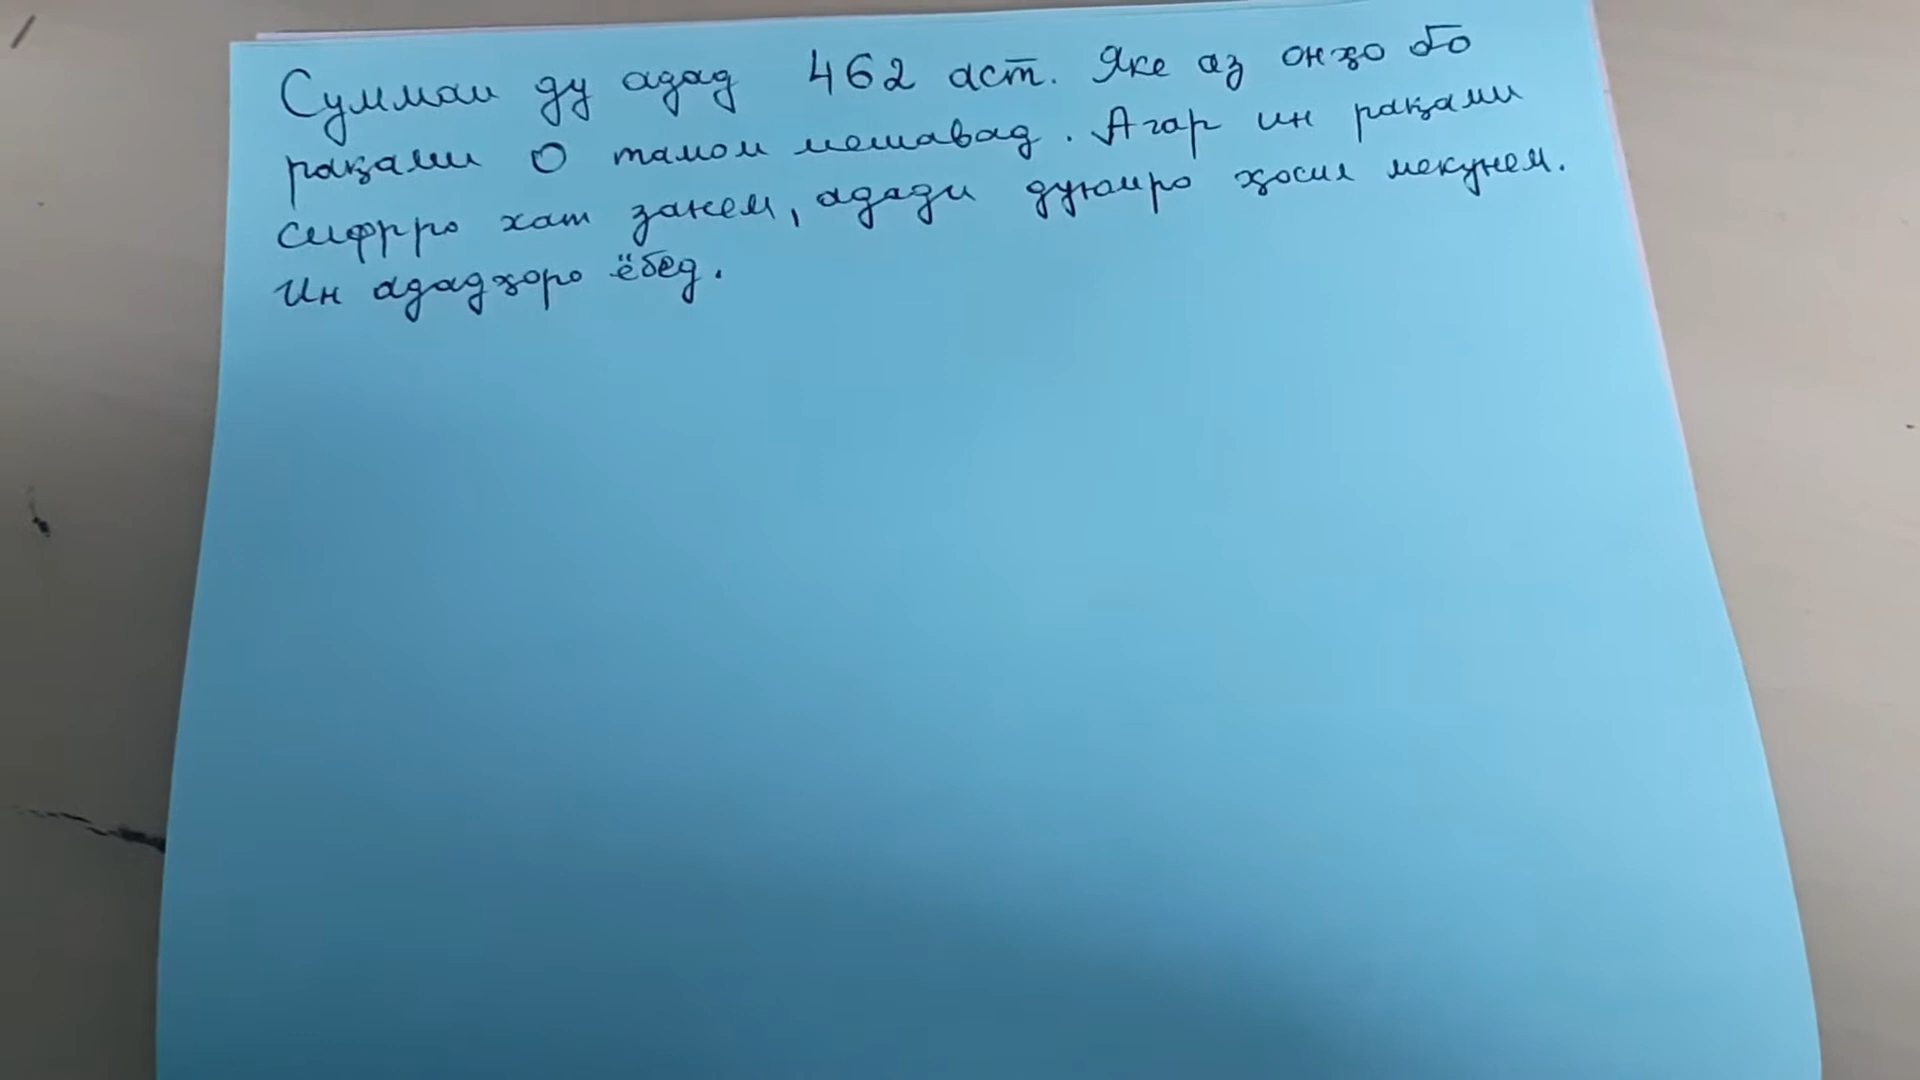 Суммаи ду адад 462 аст. Яке аз онҳо бо
рақами 0 тамом мешавад. Агар ин рақами
сифрро хат занем, адади дуюмро ҳосил мекунем.
Ин ададҳоро ёбед.